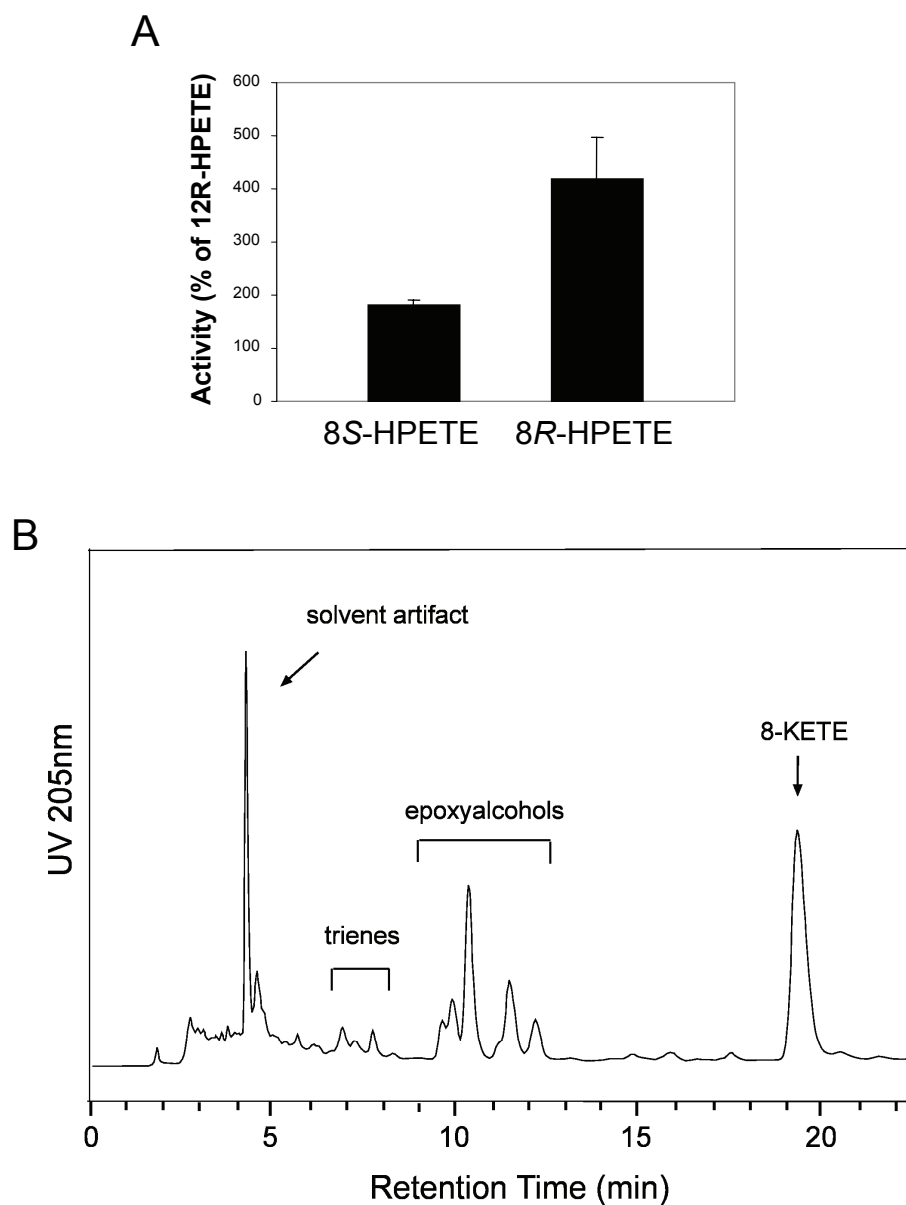 A
Activity (% of 12R-HPETE)
600
500
400
300
200
100
0
8S-HPETE 8R-HPETE
B
UV 205nm
solvent artifact
trienes
epoxyalcohols
8-KETE
0 5 10 15 20
Retention Time (min)